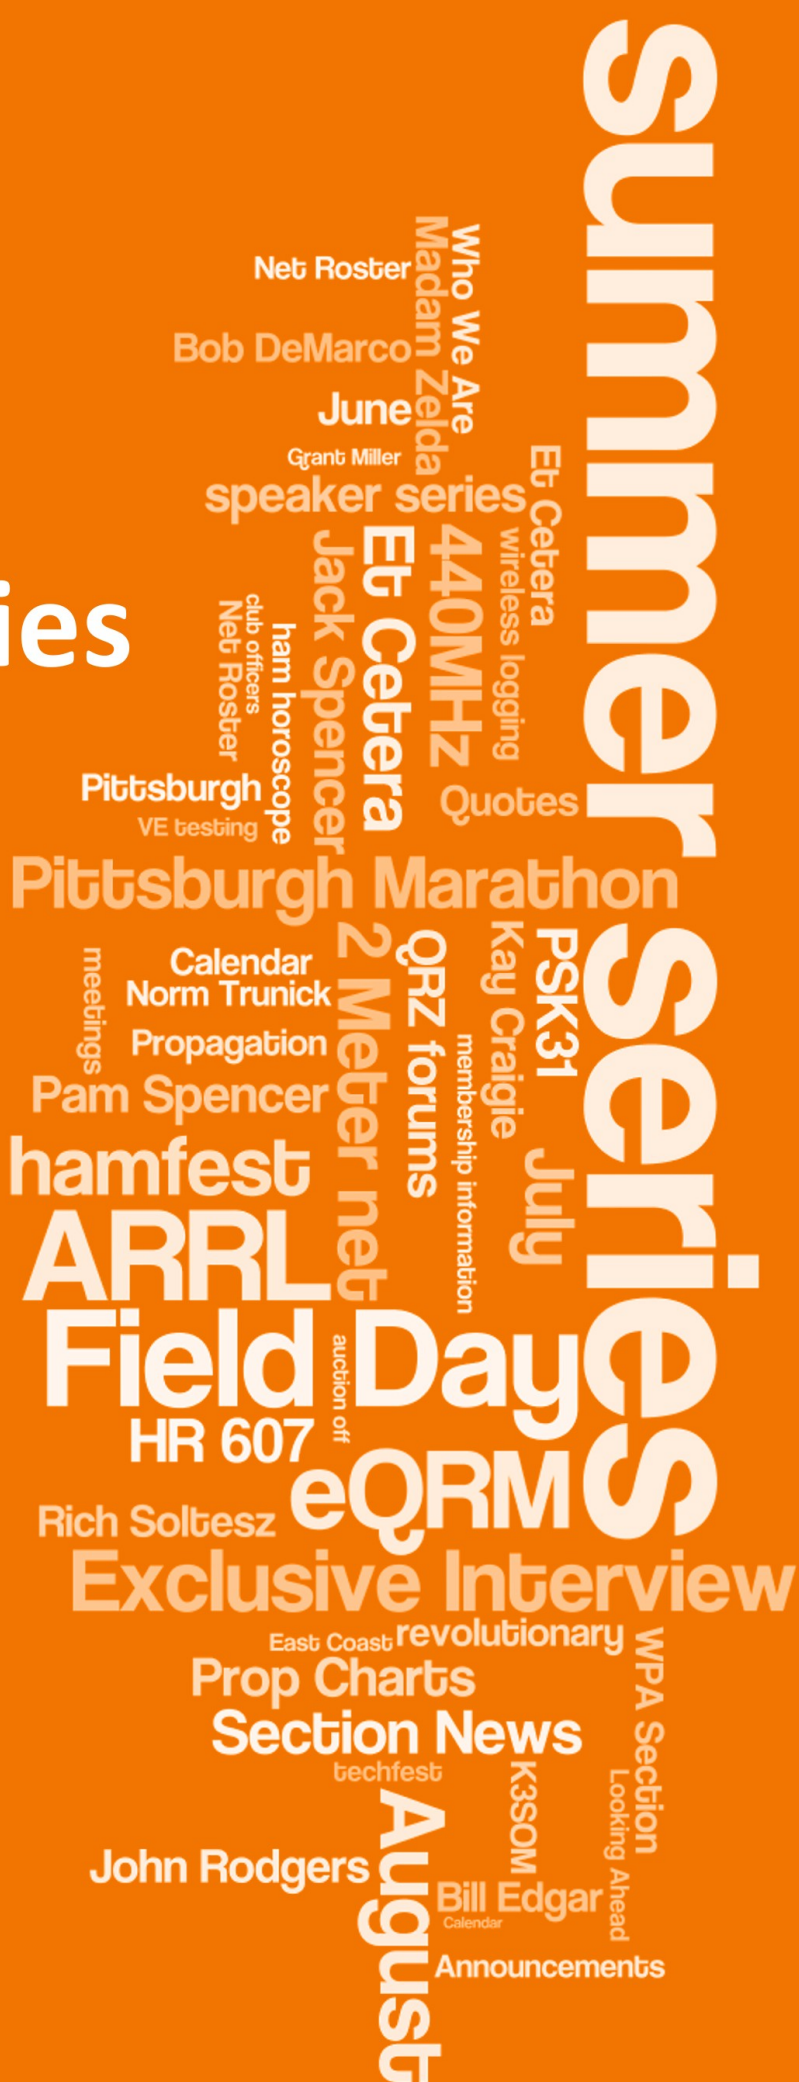 summer series
Net Roster
Madam Zelda
Who We Are
Bob DeMarco
June
Grant Miller
speaker series
Et Cetera
ies
Jack Spencer
Et Cetera
440MHz
wireless logging
club officers
Net Roster
ham horoscope
Pittsburgh
Quotes
VE testing
Pittsburgh Marathon
meetings
Calendar
Norm Trunick
Propagation
Pam Spencer
2 Meter net
QRZ forums
membership information
Kay Craigie
PSK31
July
hamfest
ARRL
Field Day
auction off
HR 607
eQRM
Rich Soltesz
Exclusive Interview
East Coast
revolutionary
WPA Section
Prop Charts
Section News
techfest
K3SOM
Looking Ahead
August
John Rodgers
Bill Edgar
Calendar
Announcements